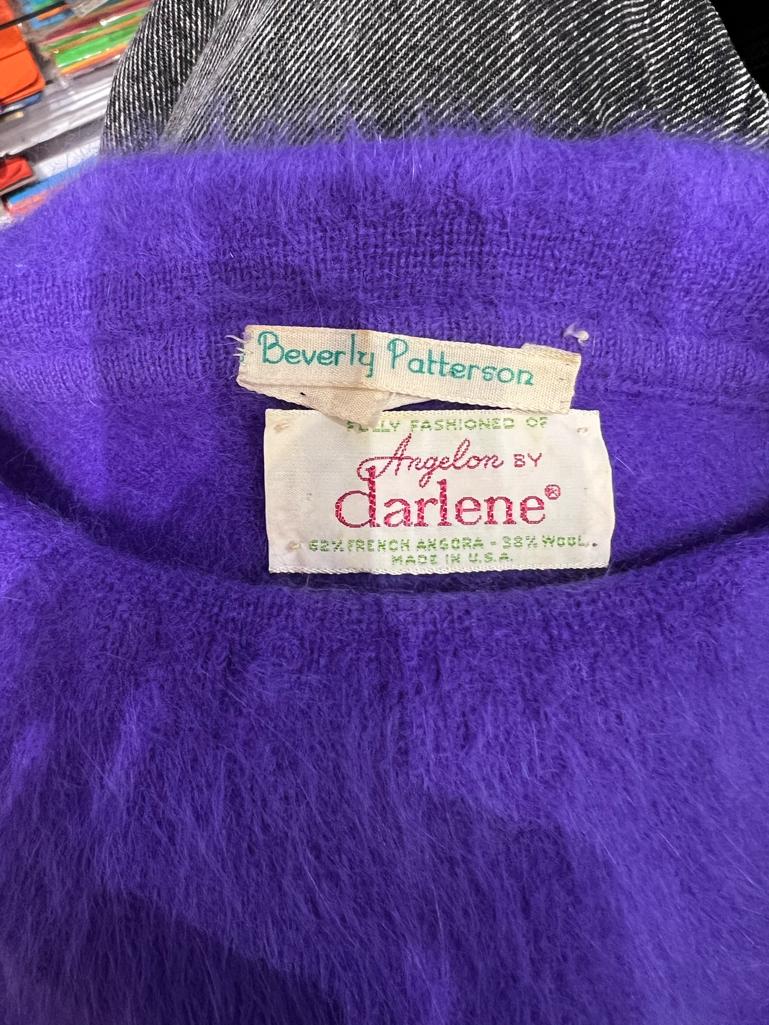 Beverly Patterson
FULLY FASHIONED OF
Angelon BY
darlene®
62% FRENCH ANGORA - 38% WOOL
MADE IN U.S.A.